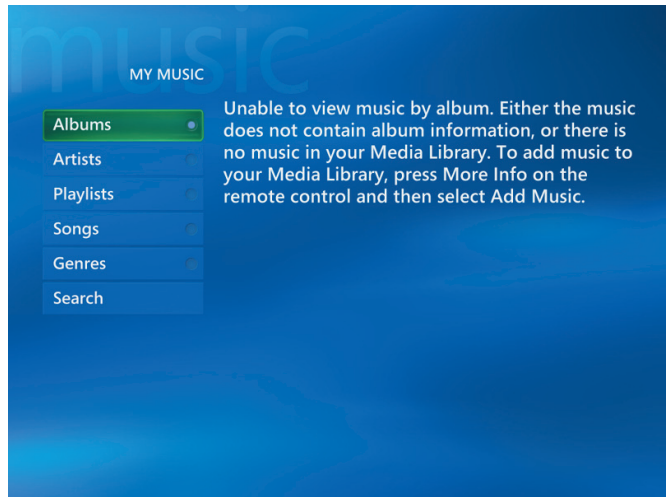 music
MY MUSIC
Albums
Artists
Playlists
Songs
Genres
Search
Unable to view music by album. Either the music
does not contain album information, or there is
no music in your Media Library. To add music to
your Media Library, press More Info on the
remote control and then select Add Music.